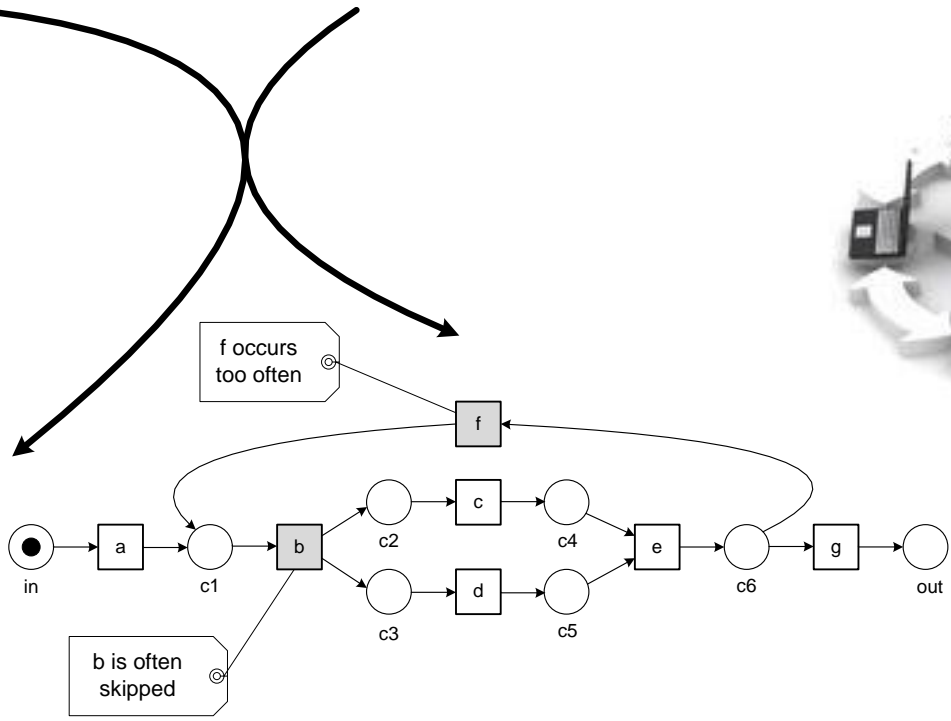 f occurs
too often
f
c
c2
c4
a
b
e
g
in
c1
c6
out
d
c3
c5
b is often
skipped